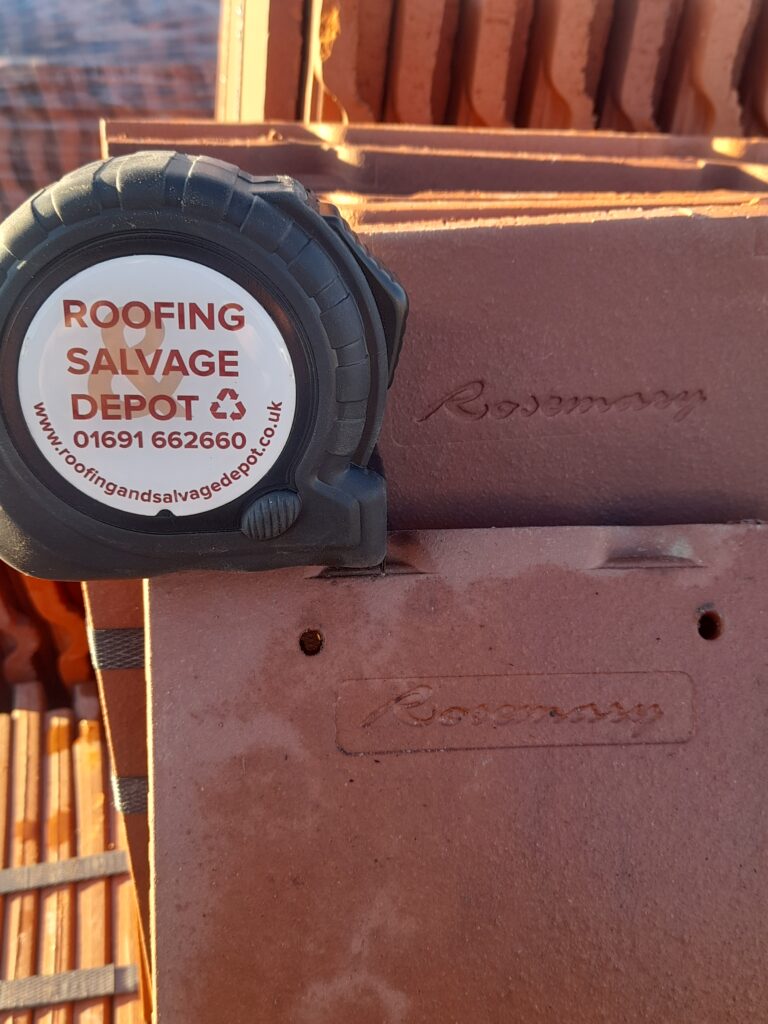 ROOFING
&
SALVAGE
DEPOT
01691 662660
www.roofingandsalvagedepot.co.uk
Rosemary
Rosemary